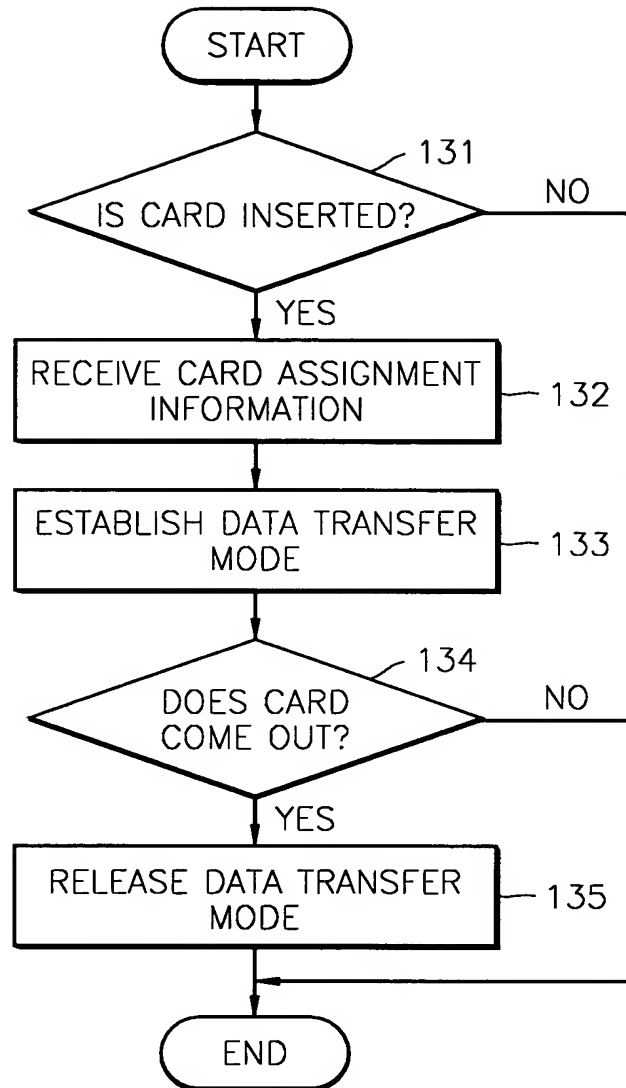 START
131
IS CARD INSERTED?
NO
YES
RECEIVE CARD ASSIGNMENT
INFORMATION
132
ESTABLISH DATA TRANSFER
MODE
133
134
DOES CARD
COME OUT?
NO
YES
RELEASE DATA TRANSFER
MODE
135
END